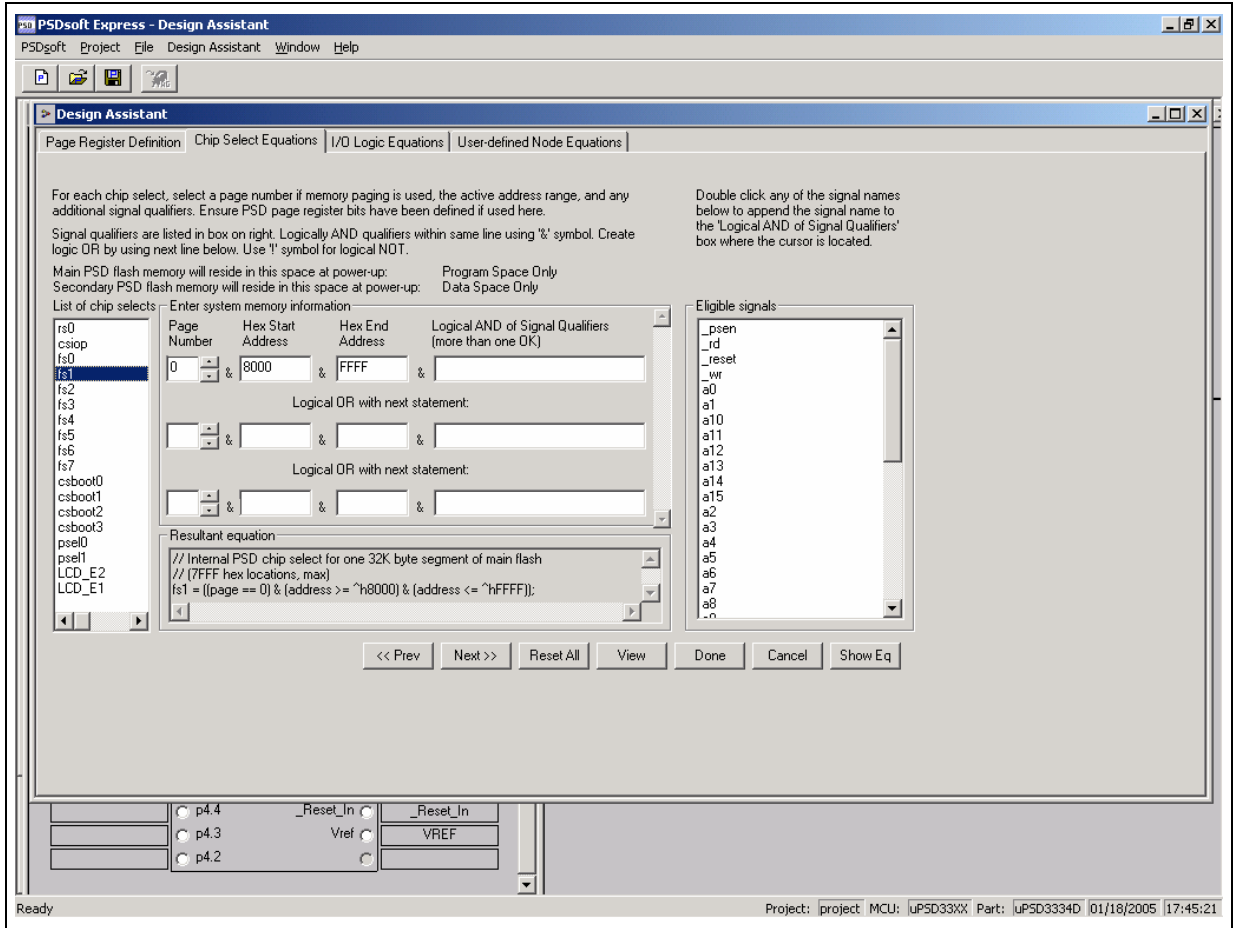 PSDsoft Express - Design Assistant
PSDsoft Project File Design Assistant Window Help
Design Assistant
Page Register Definition Chip Select Equations I/O Logic Equations User-defined Node Equations
For each chip select, select a page number if memory paging is used, the active address range, and any
additional signal qualifiers. Ensure PSD page register bits have been defined if used here.
Signal qualifiers are listed in box on right. Logically AND qualifiers within same line using '&' symbol. Create
logic OR by using next line below. Use '!' symbol for logical NOT.
Double click any of the signal names
below to append the signal name to
the 'Logical AND of Signal Qualifiers'
box where the cursor is located.
Main PSD flash memory will reside in this space at power-up: Program Space Only
Secondary PSD flash memory will reside in this space at power-up: Data Space Only
List of chip selects
rs0
csiop
fs0
fs1
fs2
fs3
fs4
fs5
fs6
fs7
csboot0
csboot1
csboot2
csboot3
psel0
psel1
LCD_E2
LCD_E1
Enter system memory information
Page Hex Start Hex End Logical AND of Signal Qualifiers
Number Address Address (more than one OK)
0 & 8000 & FFFF &
Logical OR with next statement:
& & &
Logical OR with next statement:
& & &
Resultant equation
// Internal PSD chip select for one 32K byte segment of main flash
// (7FFF hex locations, max)
fs1 = ((page == 0) & (address >= ^h8000) & (address <= ^hFFFF));
Eligible signals
_psen
_rd
_reset
_wr
a0
a1
a10
a11
a12
a13
a14
a15
a2
a3
a4
a5
a6
a7
a8
<< Prev Next >> Reset All View Done Cancel Show Eq
p4.4 _Reset_In _Reset_In
p4.3 Vref VREF
p4.2
Ready Project: project MCU: uPSD33XX Part: uPSD3334D 01/18/2005 17:45:21